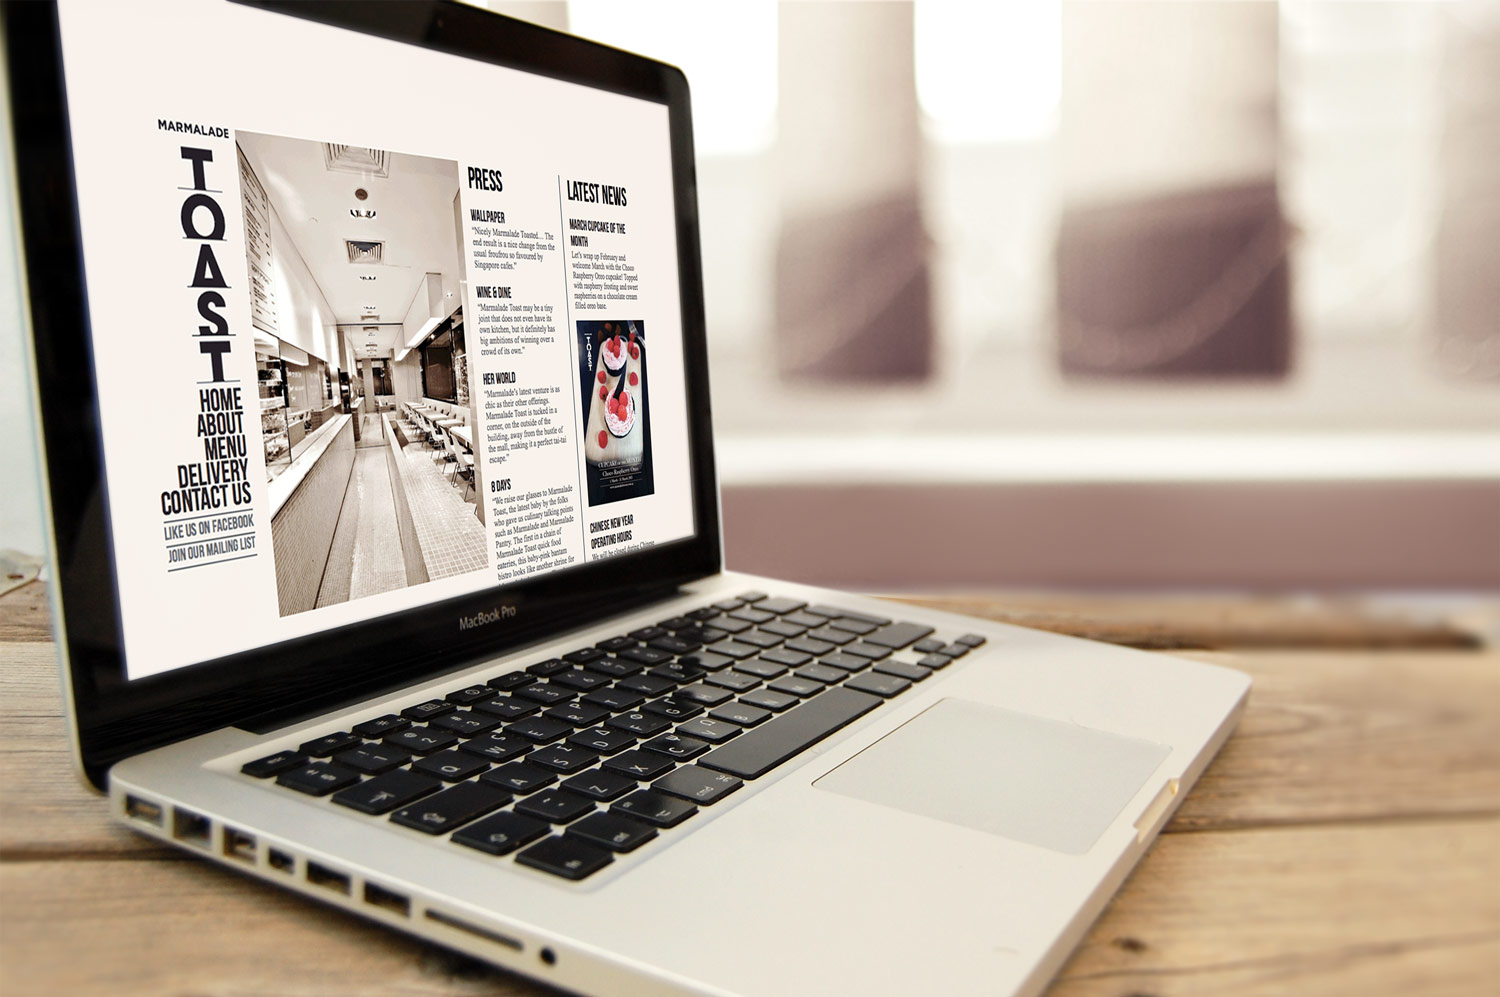 MARMALADE
TOAST
HOME
ABOUT
MENU
DELIVERY
CONTACT US
LIKE US ON FACEBOOK
JOIN OUR MAILING LIST
PRESS
WALLPAPER
"Nicely Marmalade Toasted... The
end result is a nice change from the
usual froufrou so favoured by
Singapore cafes."
WINE & DINE
"Marmalade Toast may be a tiny
joint that does not even have its
own kitchen, but it definitely has
big ambitions of winning over a
crowd of its own."
HER WORLD
"Marmalade's latest venture is as
chic as their other offerings.
Marmalade Toast is tucked in a
corner, on the outside of the
building, away from the bustle of
the mall, making it a perfect tai-tai
escape."
8 DAYS
"We raise our glasses to Marmalade
Toast, the latest baby by the folks
who gave us culinary talking points
such as Marmalade and Marmalade
Pantry. The first in a chain of
Marmalade Toast quick food
eateries, this baby-pink bantam
bistro looks like another shrine for
LATEST NEWS
MARCH CUPCAKE OF THE
MONTH
Let's wrap up February and
welcome March with the Choco
Raspberry Oreo cupcake! Topped
with raspberry frosting and sweet
raspberries on a chocolate cream
filled oreo base.
TOAST
CUPCAKE OF THE MONTH
Choco Raspberry Oreo
CHINESE NEW YEAR
OPERATING HOURS
We will be closed during Chinese
MacBook Pro